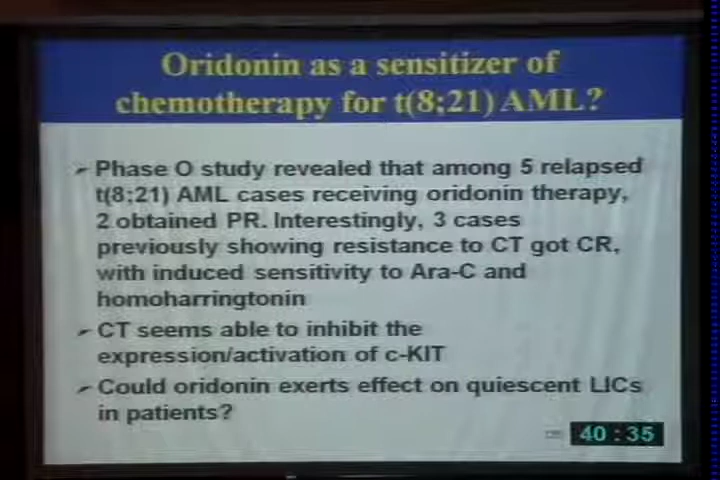 Oridonin as a sensitizer of
chemotherapy for t(8;21) AML?
Phase O study revealed that among 5 relapsed
t(8;21) AML cases receiving oridonin therapy,
2 obtained PR. Interestingly, 3 cases
previously showing resistance to CT got CR,
with induced sensitivity to Ara-C and
homoharringtonin
CT seems able to inhibit the
expression/activation of c-KIT
Could oridonin exerts effect on quiescent LICs
in patients?
40:35